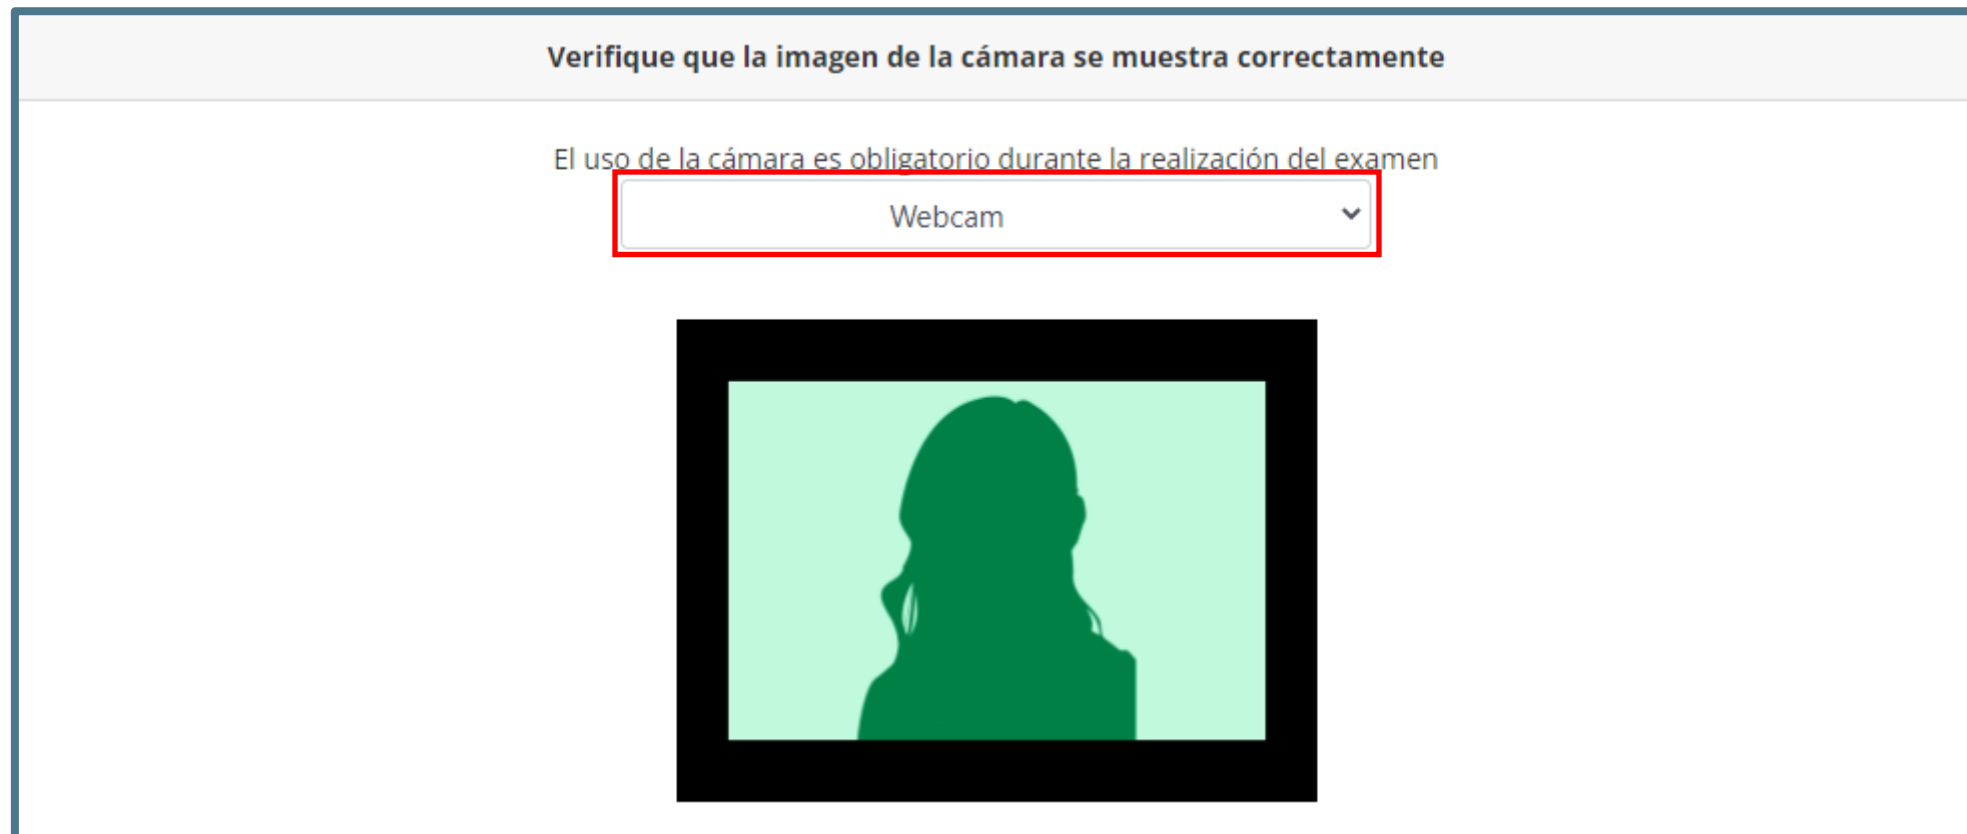 Verifique que la imagen de la cámara se muestra correctamente
El uso de la cámara es obligatorio durante la realización del examen
Webcam